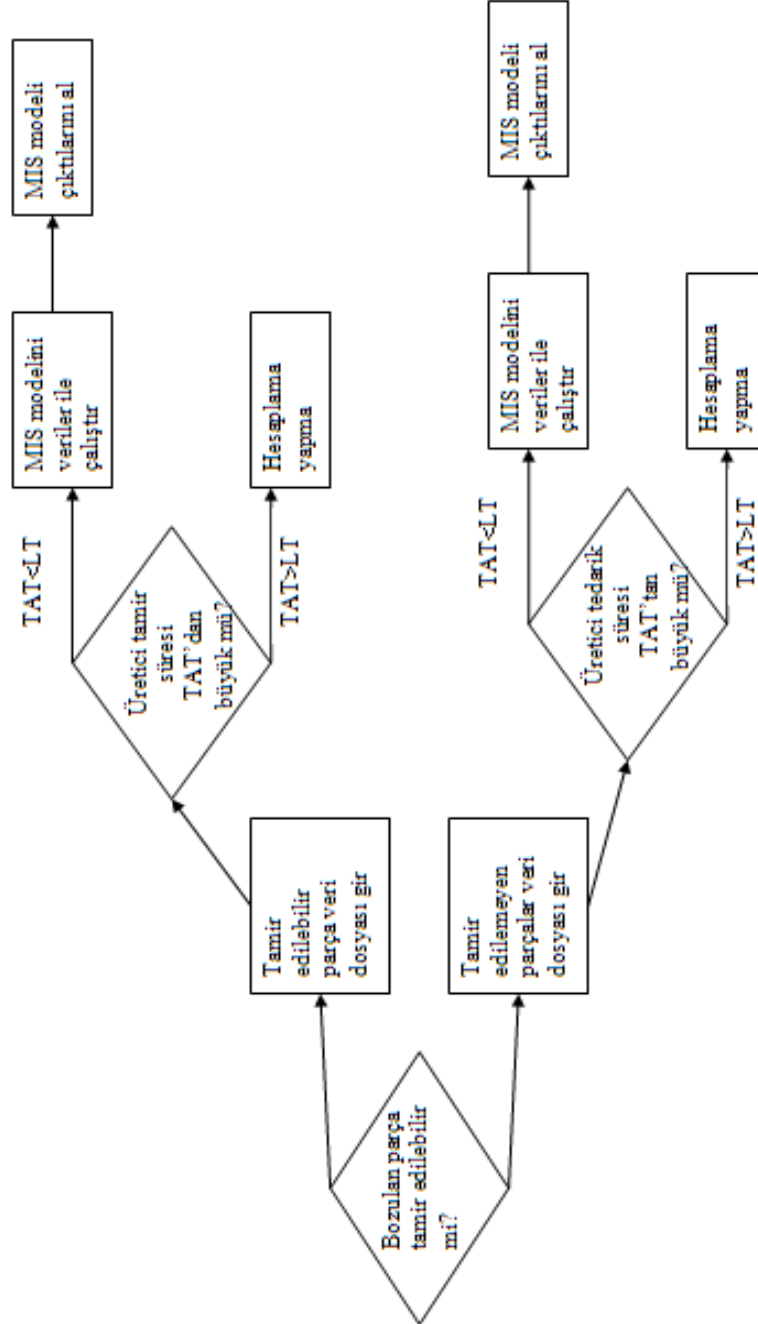 Bozulan parça
tamir edilebilir
mi?
Tamir
edilebilir
parça veri
dosyası gir
Üretici tamir
süresi
TAT’dan
büyük mü?
TAT<LT
MIS modelini
veriler ile
çalıştır
MIS modeli
çıktılarını al
TAT>LT
Hesaplama
yapma
Tamir
edilemeyen
parçalar veri
dosyası gir
Üretici tedarik
süresi
TAT’tan
büyük mü?
TAT<LT
MIS modelini
veriler ile
çalıştır
MIS modeli
çıktılarını al
TAT>LT
Hesaplama
yapma